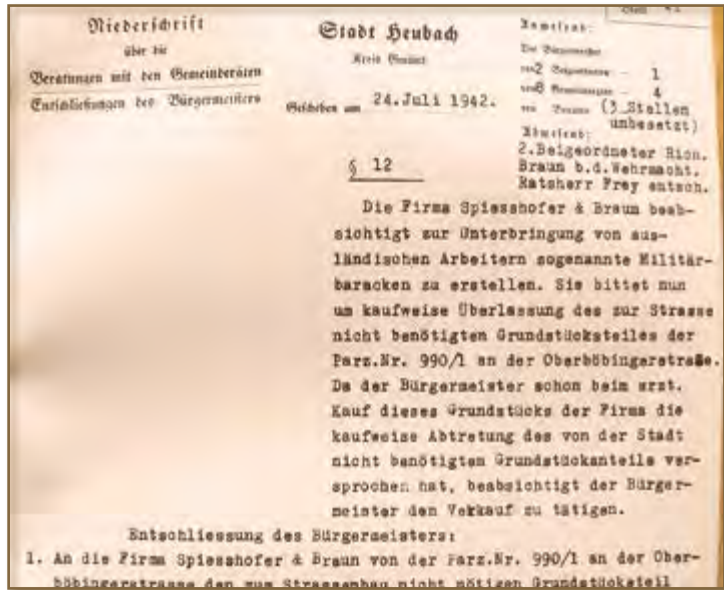 Niederschrift
über die
Beratungen mit den Gemeinderäten
Entschließungen des Bürgermeisters
Stadt Heubach
Kreis Gmünd
Geschehen am 24.Juli 1942.
Anwesend:
Der Bürgermeister
von 2 Beigeordneten - 1
von 8 - 4
(3 Stellen
unbesetzt)
Abwesend:
2.Beigeordneter Rich.
Braun b.d.Wehrmacht.
Ratsherr Frey entsch.
§ 12
Die Firma Spiesshofer & Braun beab-
sichtigt zur Unterbringung von aus-
ländischen Arbeitern sogenannte Militär-
baracken zu erstellen. Sie bittet nun
um kaufweise Überlassung des zur Strasse
nicht benötigten Grundstücksteiles der
Parz.Nr. 990/1 an der Oberböbingerstraße.
Da der Bürgermeister schon beim erst.
Kauf dieses Grundstücks der Firma die
kaufweise Abtretung des von der Stadt
nicht benötigten Grundstückanteils ver-
sprochen hat, beabsichtigt der Bürger-
meister den Verkauf zu tätigen.
Entschliessung des Bürgermeisters:
1. An die Firma Spiesshofer & Braun von der Parz.Nr. 990/1 an der Ober-
böbingerstrasse den zum Strassenbau nicht nötigen Grundstücksteil